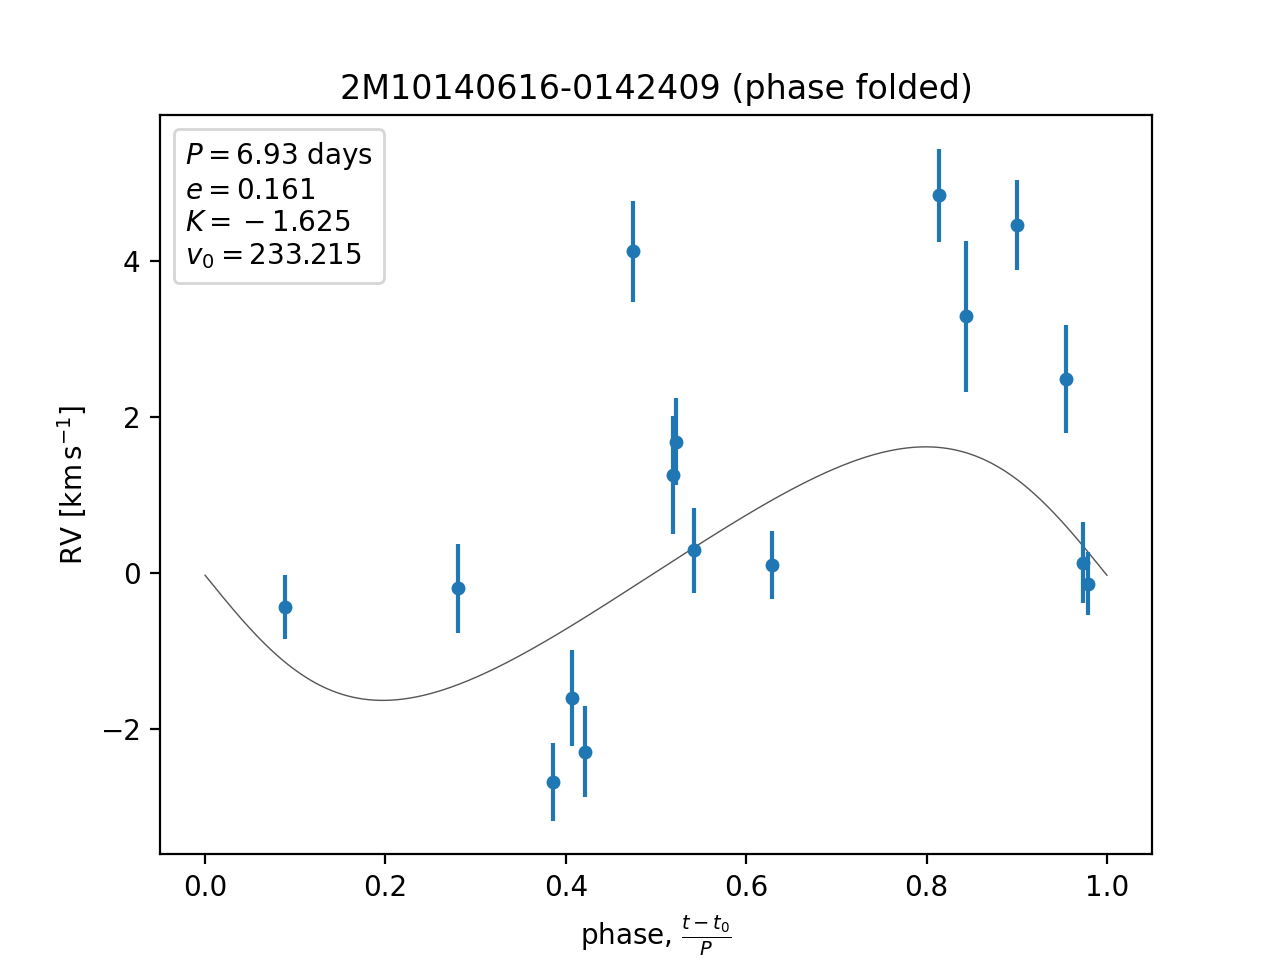 2M10140616-0142409 (phase folded)
P = 6.93 days
e = 0.161
K = −1.625
v₀ = 233.215
RV [km s⁻¹]
4
2
0
−2
0.0 0.2 0.4 0.6 0.8 1.0
phase, (t − t₀)/P